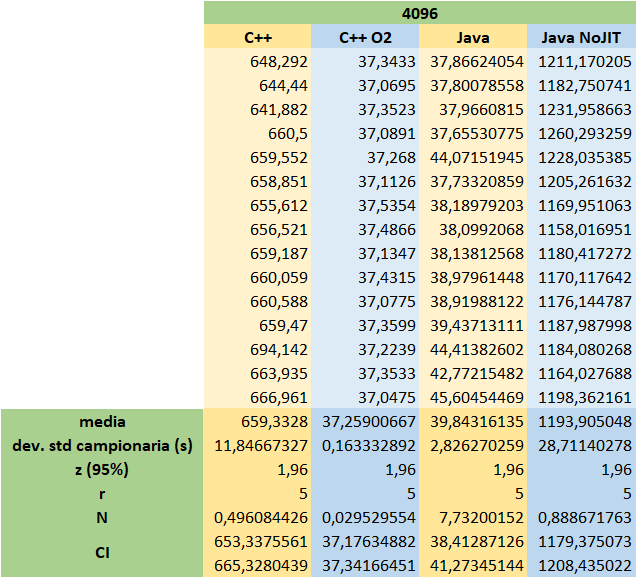 4096
C++ C++ O2 Java Java NoJIT
648,292 37,3433 37,86624054 1211,170205
644,44 37,0695 37,80078558 1182,750741
641,882 37,3523 37,9660815 1231,958663
660,5 37,0891 37,65530775 1260,293259
659,552 37,268 44,07151945 1228,035385
658,851 37,1126 37,73320859 1205,261632
655,612 37,5354 38,18979203 1169,951063
656,521 37,4866 38,0992068 1158,016951
659,187 37,1347 38,13812568 1180,417272
660,059 37,4315 38,97961448 1170,117642
660,588 37,0775 38,91988122 1176,144787
659,47 37,3599 39,43713111 1187,987998
694,142 37,2239 44,41382602 1184,080268
663,935 37,3533 42,77215482 1164,027688
666,961 37,0475 45,60454469 1198,362161
media 659,3328 37,25900667 39,84316135 1193,905048
dev. std campionaria (s) 11,84667327 0,163332892 2,826270259 28,71140278
z (95%) 1,96 1,96 1,96 1,96
r 5 5 5 5
N 0,496084426 0,029529554 7,73200152 0,888671763
CI 653,3375561 37,17634882 38,41287126 1179,375073
665,3280439 37,34166451 41,27345144 1208,435022